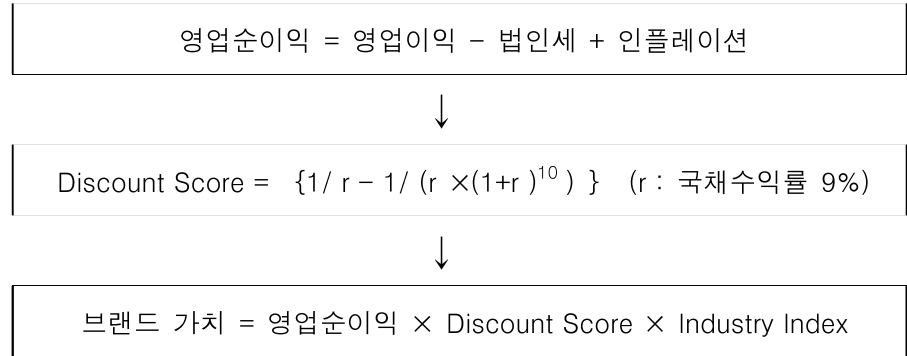 영업순이익 = 영업이익 – 법인세 + 인플레이션
↓
Discount Score = {1/ r – 1/ (r ×(1+r )¹⁰ ) } (r : 국채수익률 9%)
↓
브랜드 가치 = 영업순이익 × Discount Score × Industry Index